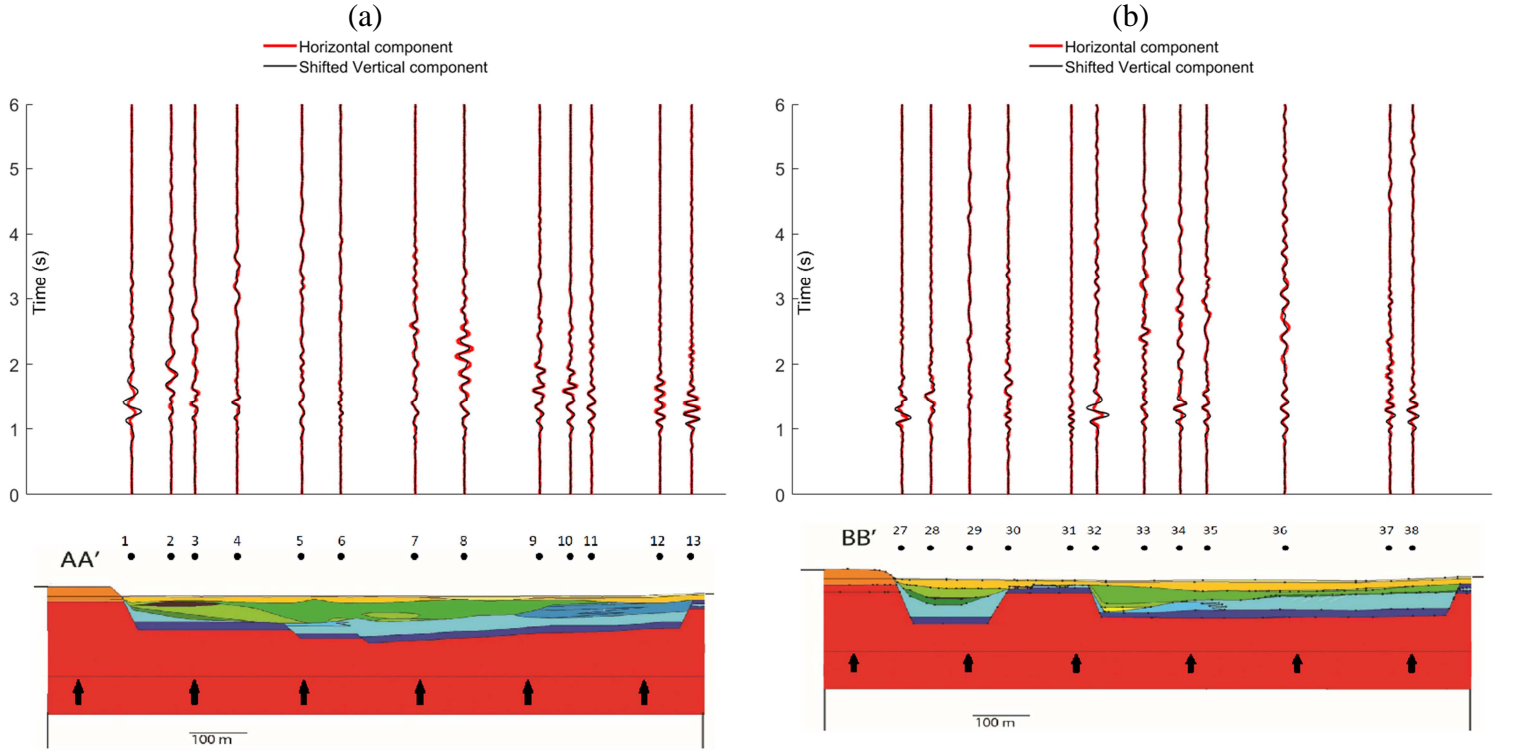 (a)
Horizontal component
Shifted Vertical component
6
5
4
3
2
1
0
Time (s)
1 2 3 4 5 6 7 8 9 10 11 12 13
AA′
100 m
(b)
Horizontal component
Shifted Vertical component
6
5
4
3
2
1
0
Time (s)
27 28 29 30 31 32 33 34 35 36 37 38
BB′
100 m